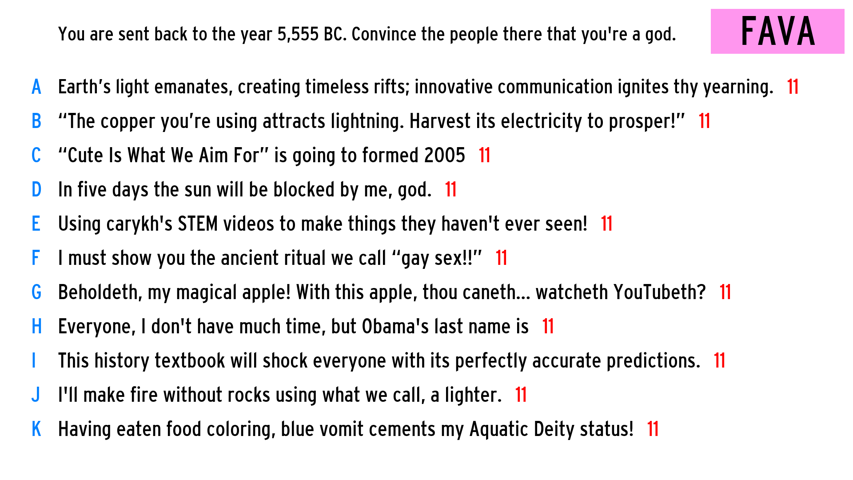 You are sent back to the year 5,555 BC. Convince the people there that you're a god.
FAVA
A Earth’s light emanates, creating timeless rifts; innovative communication ignites thy yearning. 11
B “The copper you’re using attracts lightning. Harvest its electricity to prosper!” 11
C “Cute Is What We Aim For” is going to formed 2005 11
D In five days the sun will be blocked by me, god. 11
E Using carykh's STEM videos to make things they haven't ever seen! 11
F I must show you the ancient ritual we call “gay sex!!” 11
G Beholdeth, my magical apple! With this apple, thou caneth... watcheth YouTubeth? 11
H Everyone, I don't have much time, but Obama's last name is 11
I This history textbook will shock everyone with its perfectly accurate predictions. 11
J I'll make fire without rocks using what we call, a lighter. 11
K Having eaten food coloring, blue vomit cements my Aquatic Deity status! 11